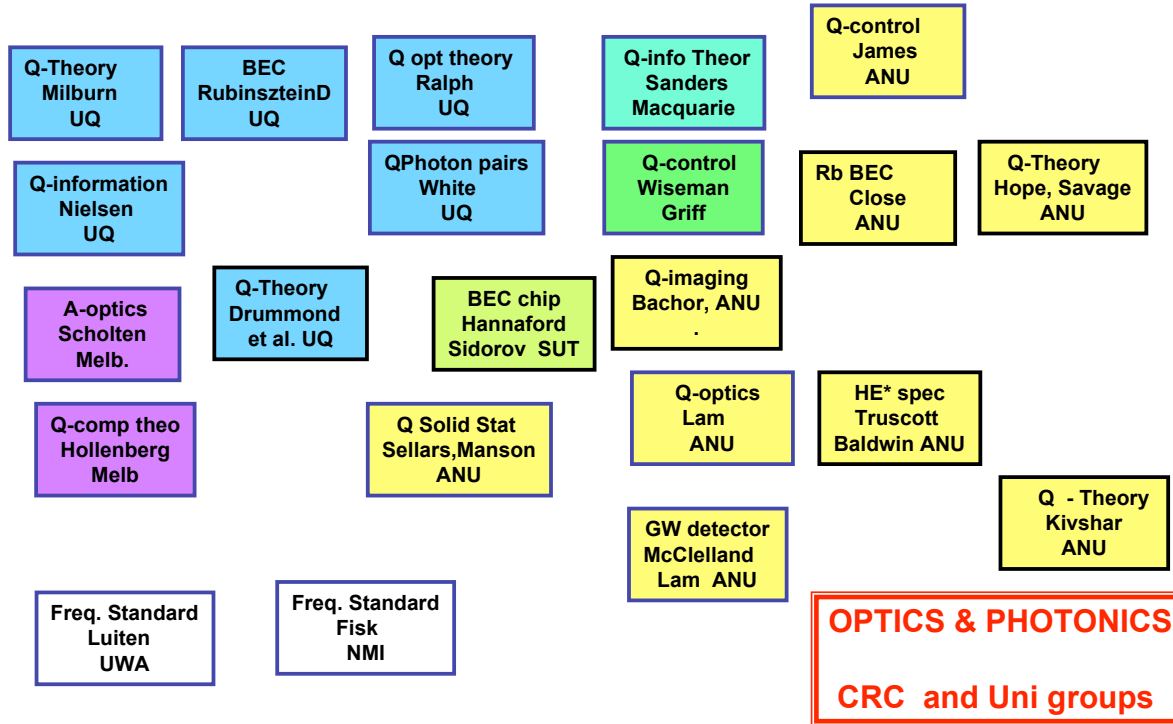 Q-control
James
ANU
Q-Theory
Milburn
UQ
BEC
RubinszteinD
UQ
Q opt theory
Ralph
UQ
Q-info Theor
Sanders
Macquarie
Q-information
Nielsen
UQ
QPhoton pairs
White
UQ
Q-control
Wiseman
Griff
Rb BEC
Close
ANU
Q-Theory
Hope, Savage
ANU
A-optics
Scholten
Melb.
Q-Theory
Drummond
et al. UQ
BEC chip
Hannaford
Sidorov SUT
Q-imaging
Bachor, ANU
.
Q-comp theo
Hollenberg
Melb
Q Solid Stat
Sellars,Manson
ANU
Q-optics
Lam
ANU
HE* spec
Truscott
Baldwin ANU
GW detector
McClelland
Lam ANU
Q - Theory
Kivshar
ANU
Freq. Standard
Luiten
UWA
Freq. Standard
Fisk
NMI
OPTICS & PHOTONICS
CRC and Uni groups